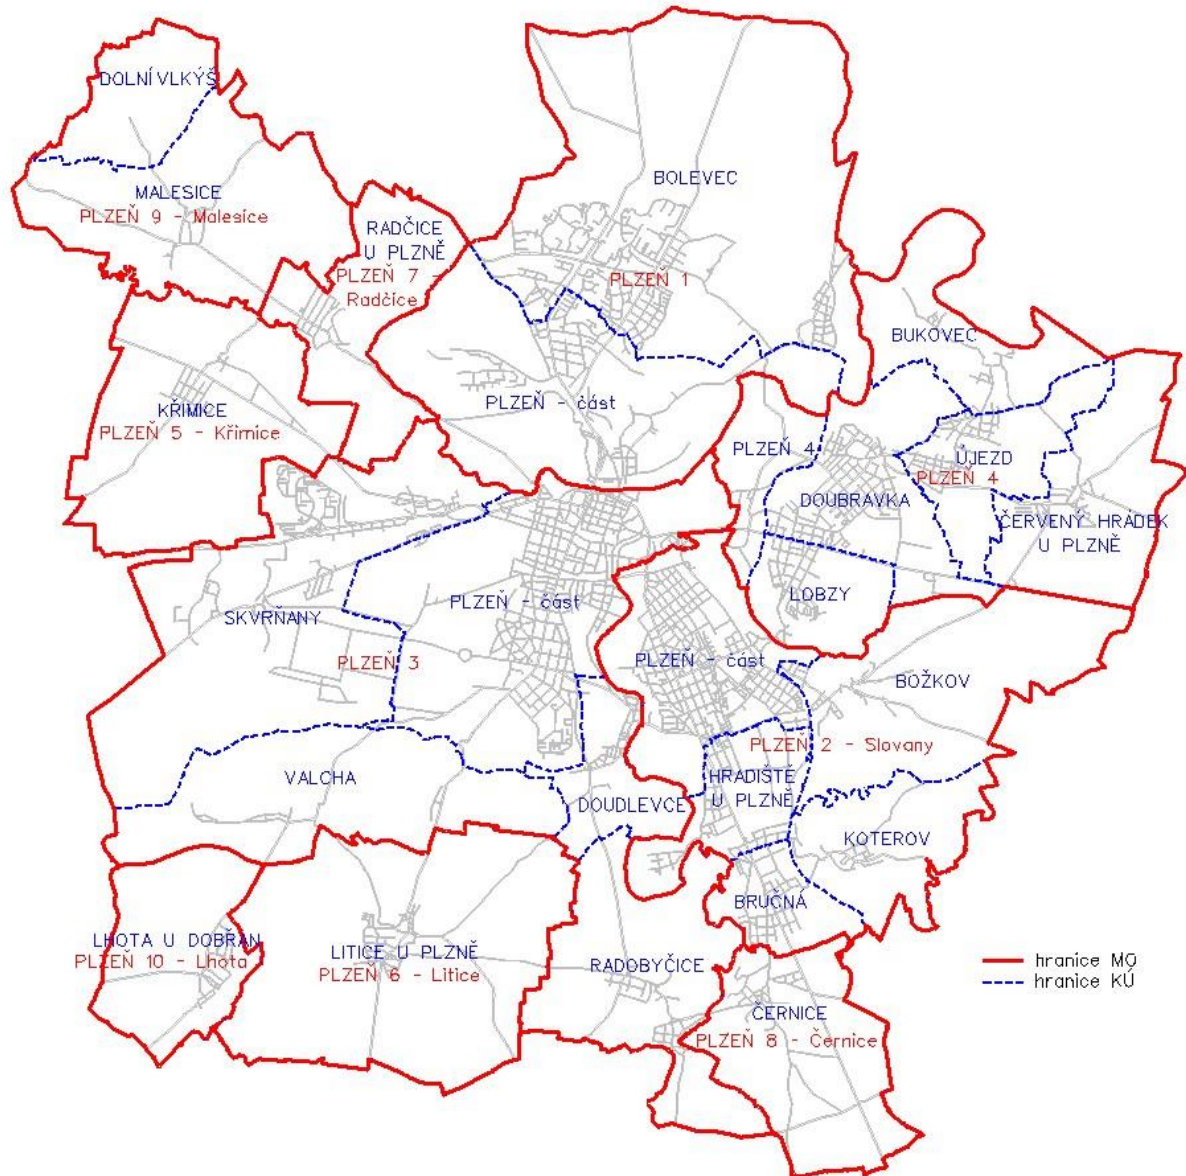 DOLNÍ VLKÝŠ
MALESICE
PLZEŇ 9 - Malesice
RADČICE
U PLZNĚ
PLZEŇ 7 -
Radčice
BOLEVEC
PLZEŇ 1
BUKOVEC
KŘIMICE
PLZEŇ 5 - Křimice
PLZEŇ - část
PLZEŇ 4
ÚJEZD
PLZEŇ 4
DOUBRAVKA
ČERVENÝ HRÁDEK
U PLZNĚ
LOBZY
SKVRŇANY
PLZEŇ - část
PLZEŇ 3
PLZEŇ - část
BOŽKOV
PLZEŇ 2 - Slovany
VALCHA
DOUDLEVCE
HRADIŠTĚ
U PLZNĚ
KOTEROV
BRUČNÁ
LHOTA U DOBŘAN
PLZEŇ 10 - Lhota
LITICE U PLZNĚ
PLZEŇ 6 - Litice
RADOBYČICE
ČERNICE
PLZEŇ 8 - Černice
hranice MO
hranice KÚ